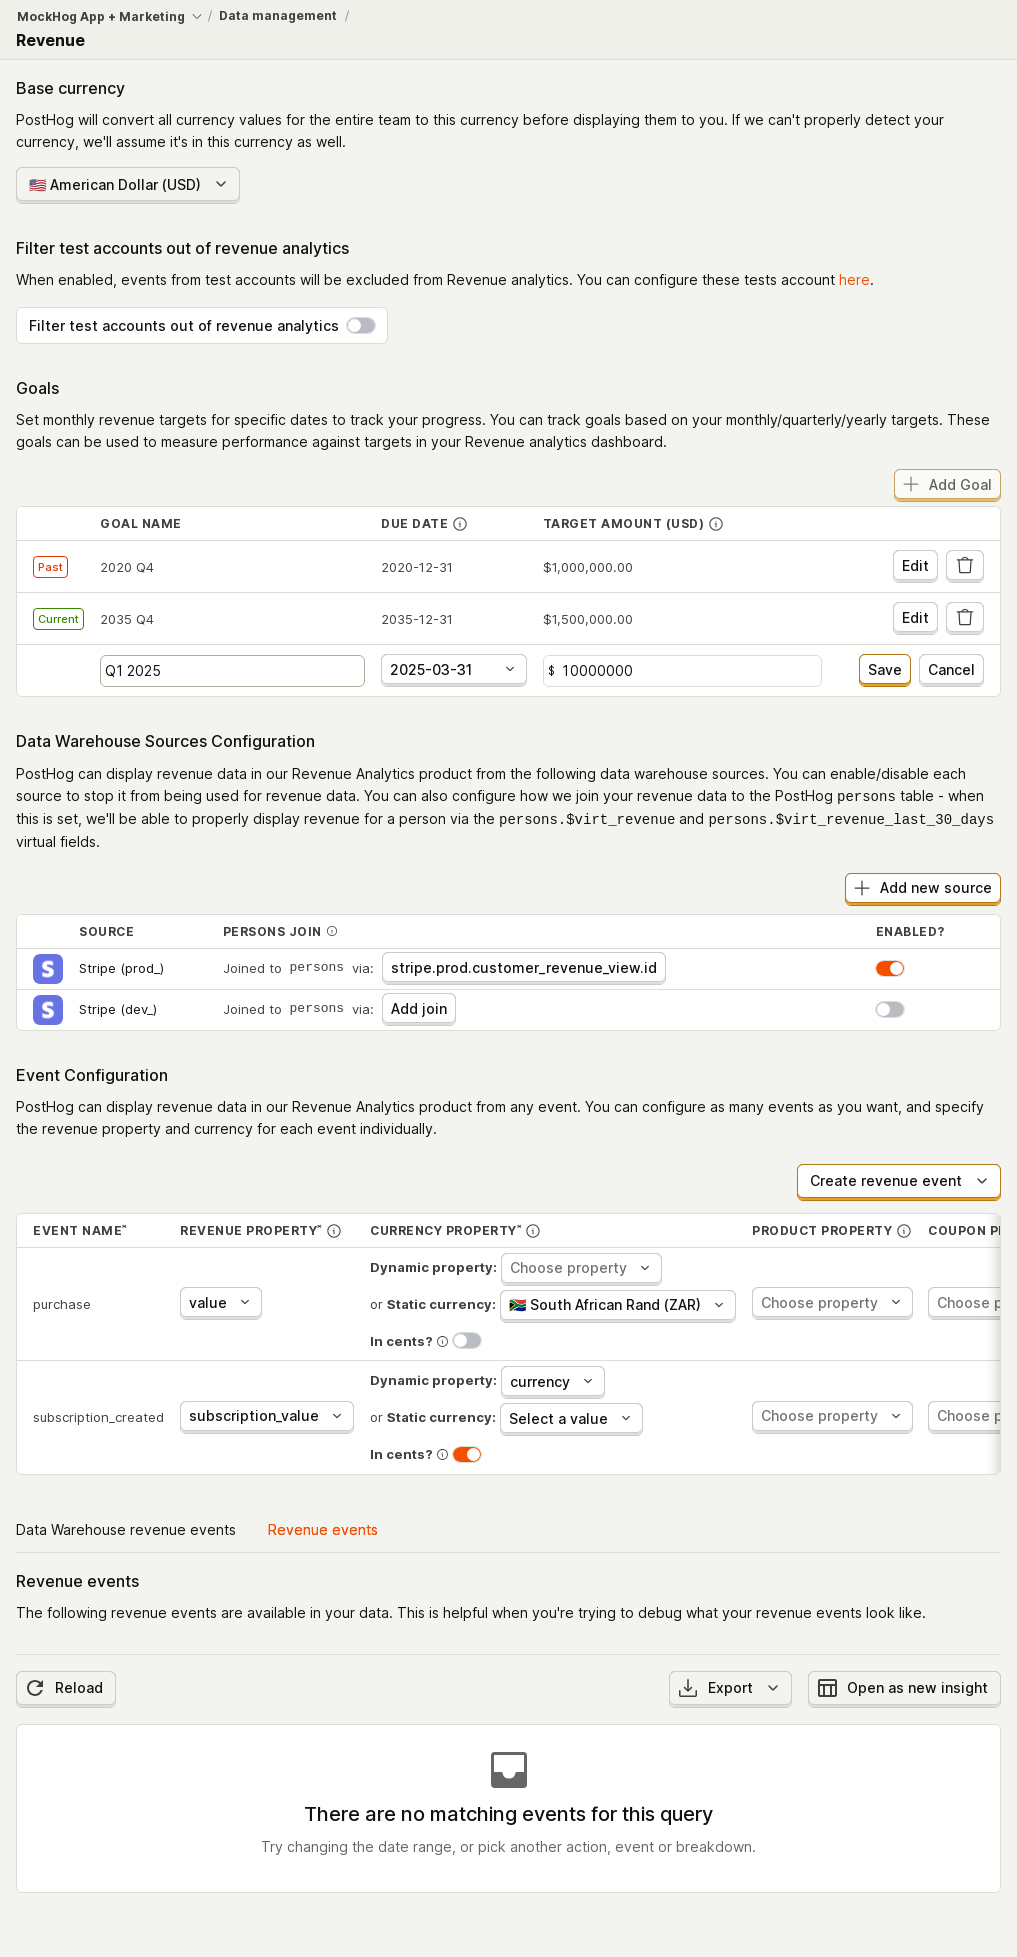 MockHog App + Marketing / Data management /
Revenue
Base currency
PostHog will convert all currency values for the entire team to this currency before displaying them to you. If we can't properly detect your
currency, we'll assume it's in this currency as well.
🇺🇸 American Dollar (USD)
Filter test accounts out of revenue analytics
When enabled, events from test accounts will be excluded from Revenue analytics. You can configure these tests account here.
Filter test accounts out of revenue analytics
Goals
Set monthly revenue targets for specific dates to track your progress. You can track goals based on your monthly/quarterly/yearly targets. These
goals can be used to measure performance against targets in your Revenue analytics dashboard.
Add Goal
GOAL NAME DUE DATE TARGET AMOUNT (USD)
Past 2020 Q4 2020-12-31 $1,000,000.00 Edit
Current 2035 Q4 2035-12-31 $1,500,000.00 Edit
Q1 2025 2025-03-31 $ 10000000 Save Cancel
Data Warehouse Sources Configuration
PostHog can display revenue data in our Revenue Analytics product from the following data warehouse sources. You can enable/disable each
source to stop it from being used for revenue data. You can also configure how we join your revenue data to the PostHog persons table - when
this is set, we'll be able to properly display revenue for a person via the persons.$virt_revenue and persons.$virt_revenue_last_30_days
virtual fields.
Add new source
SOURCE PERSONS JOIN ENABLED?
S Stripe (prod_) Joined to persons via: stripe.prod.customer_revenue_view.id
S Stripe (dev_) Joined to persons via: Add join
Event Configuration
PostHog can display revenue data in our Revenue Analytics product from any event. You can configure as many events as you want, and specify
the revenue property and currency for each event individually.
Create revenue event
EVENT NAME* REVENUE PROPERTY* CURRENCY PROPERTY* PRODUCT PROPERTY COUPON P
Dynamic property: Choose property
purchase value or Static currency: 🇿🇦 South African Rand (ZAR) Choose property Choose p
In cents?
Dynamic property: currency
subscription_created subscription_value or Static currency: Select a value Choose property Choose p
In cents?
Data Warehouse revenue events Revenue events
Revenue events
The following revenue events are available in your data. This is helpful when you're trying to debug what your revenue events look like.
Reload Export Open as new insight
There are no matching events for this query
Try changing the date range, or pick another action, event or breakdown.